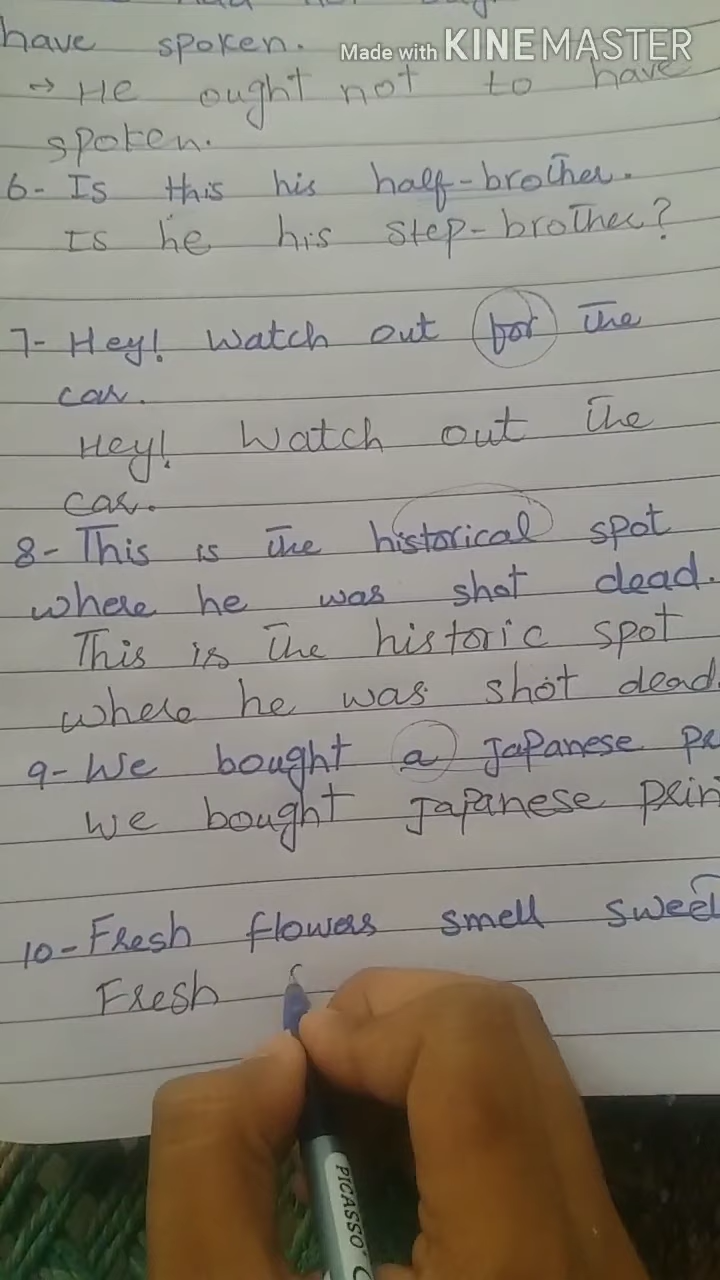 have spoken.
Made with KINEMASTER
→ He ought not to have
spoken.
6- Is this his half-brother.
Is he his step-brother?
7- Hey! Watch out for the
car.
Hey! Watch out the
car.
8- This is the historical spot
where he was shot dead.
This is the historic spot
where he was shot dead.
9- We bought a Japanese
we bought Japanese
10- Fresh flowers smell sweet
Fresh
PICASSO